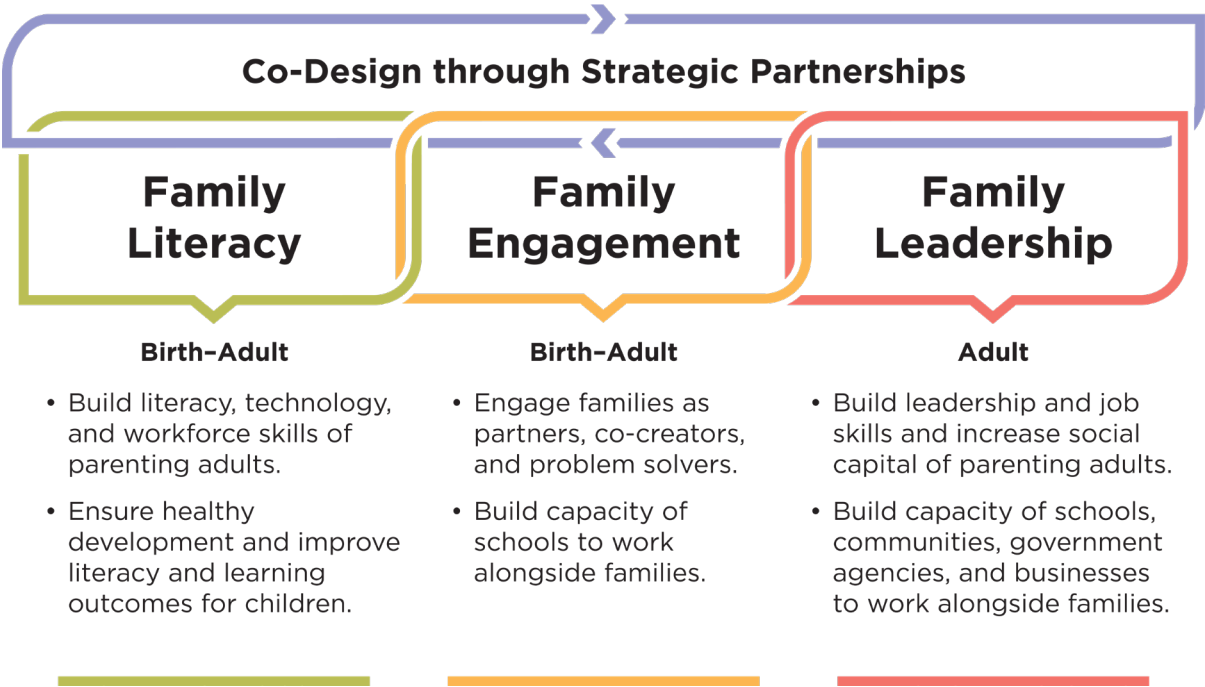 Co-Design through Strategic Partnerships
Family
Literacy
Birth–Adult
• Build literacy, technology,
and workforce skills of
parenting adults.
• Ensure healthy
development and improve
literacy and learning
outcomes for children.
Family
Engagement
Birth–Adult
• Engage families as
partners, co-creators,
and problem solvers.
• Build capacity of
schools to work
alongside families.
Family
Leadership
Adult
• Build leadership and job
skills and increase social
capital of parenting adults.
• Build capacity of schools,
communities, government
agencies, and businesses
to work alongside families.